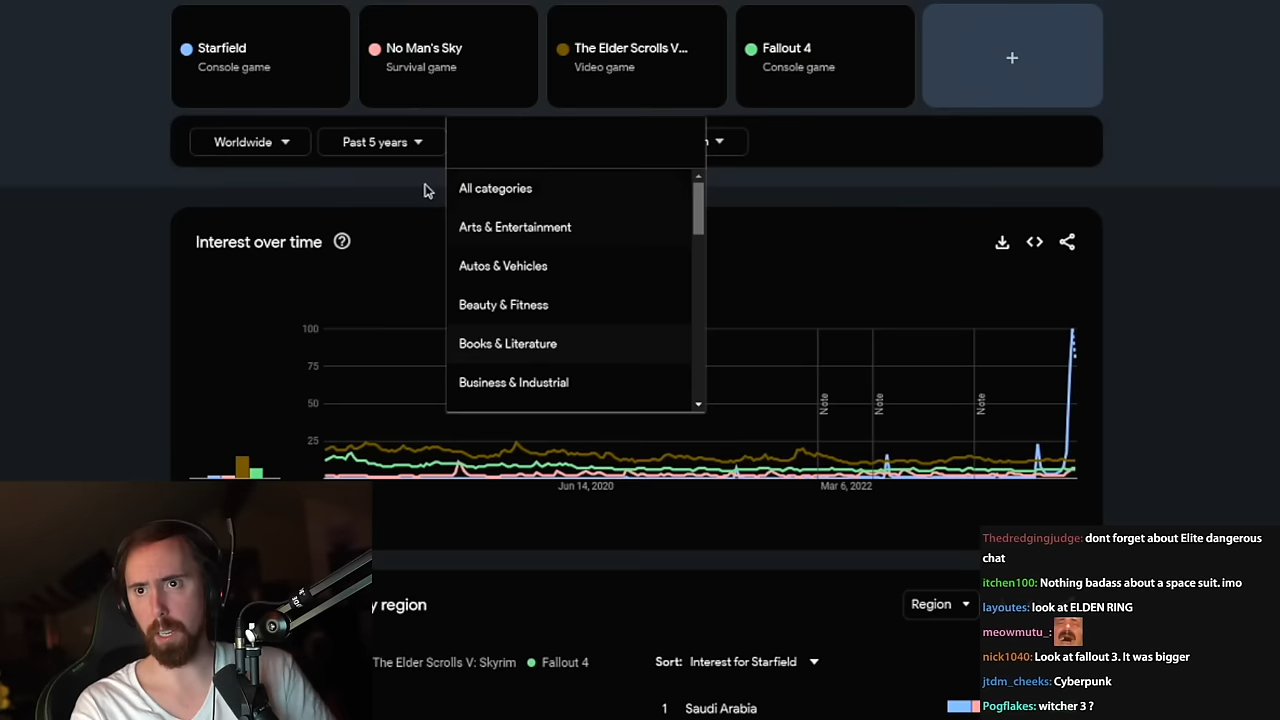 Starfield
Console game
No Man's Sky
Survival game
The Elder Scrolls V...
Video game
Fallout 4
Console game
+
Worldwide
Past 5 years
All categories
Arts & Entertainment
Autos & Vehicles
Beauty & Fitness
Books & Literature
Business & Industrial
Interest over time
100
75
50
25
Note
Note
Note
Jun 14, 2020
Mar 6, 2022
region
Region
The Elder Scrolls V: Skyrim
Fallout 4
Sort: Interest for Starfield
1 Saudi Arabia
Thedredgingjudge: dont forget about Elite dangerous
chat
itchen100: Nothing badass about a space suit. imo
layoutes: look at ELDEN RING
meowmutu_:
nick1040: Look at fallout 3. It was bigger
jtdm_cheeks: Cyberpunk
Pogflakes: witcher 3 ?